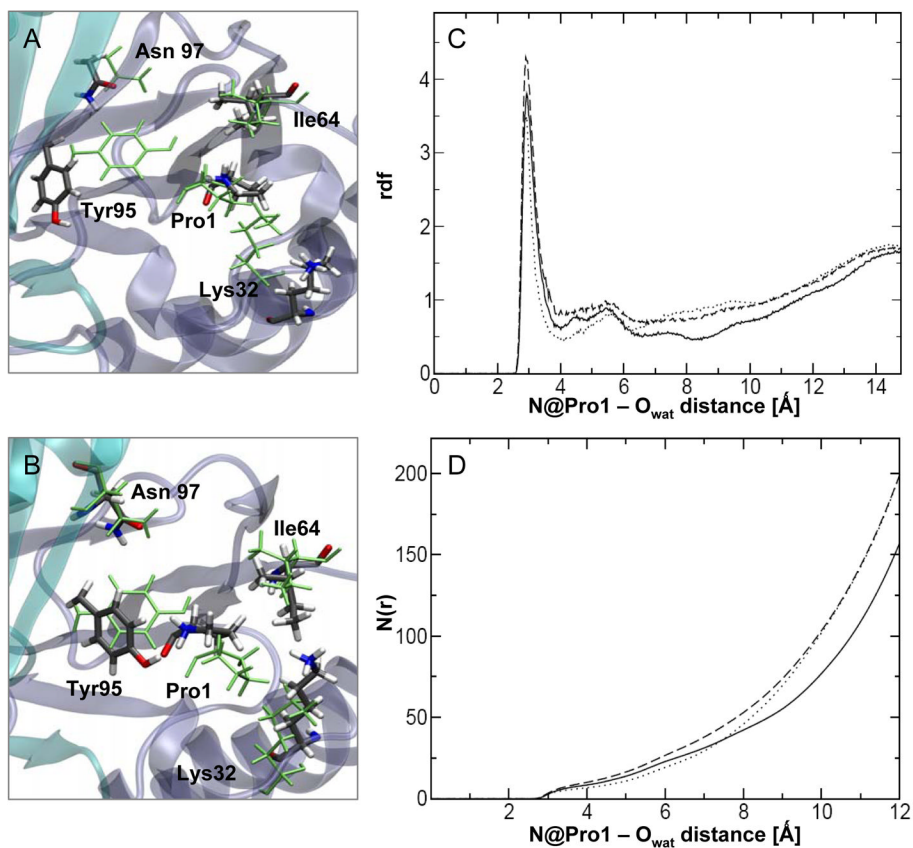 A
Asn 97
Ile64
Tyr95
Pro1
Lys32
B
Asn 97
Ile64
Tyr95
Pro1
Lys32
C
rdf
4
3
2
1
0
0 2 4 6 8 10 12 14
N@Pro1 – Owat distance [Å]
D
N(r)
200
150
100
50
0
2 4 6 8 10 12
N@Pro1 – Owat distance [Å]